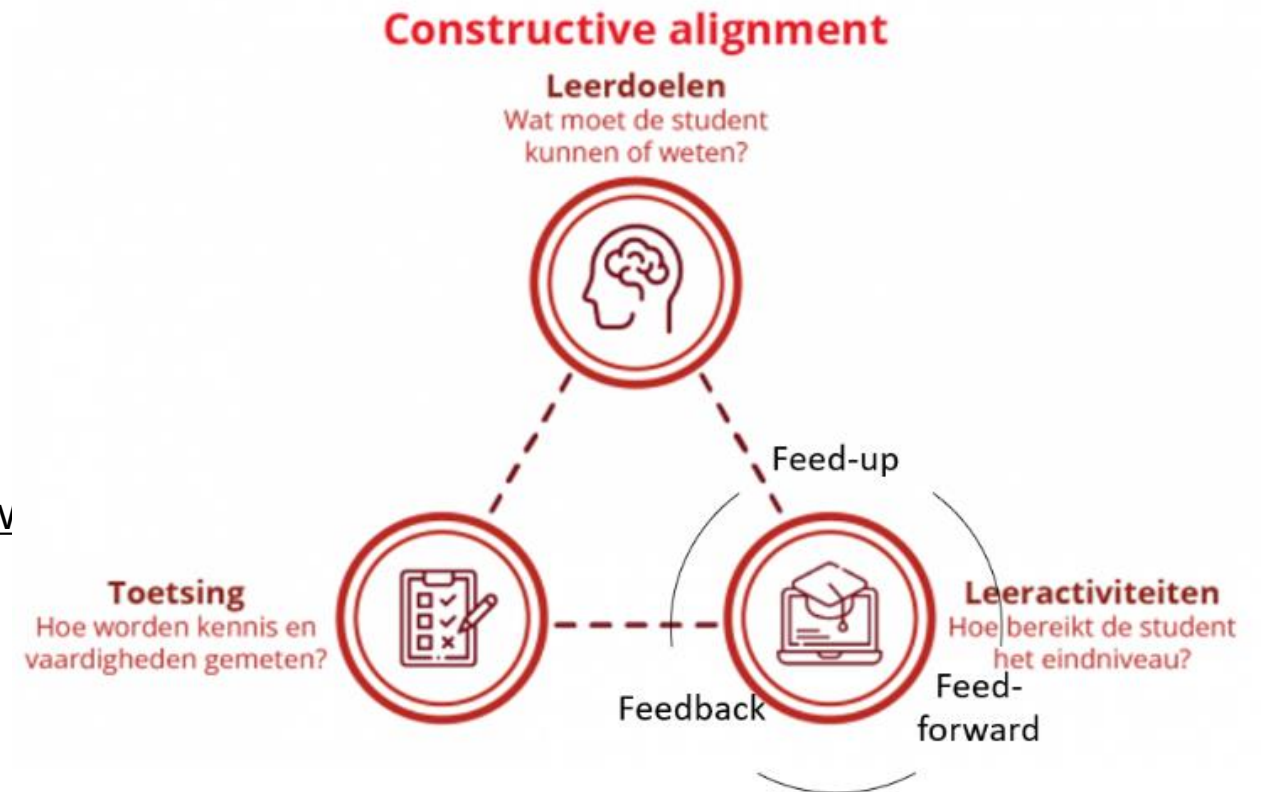 Constructive alignment
Leerdoelen
Wat moet de student
kunnen of weten?
Feed-up
Toetsing
Hoe worden kennis en
vaardigheden gemeten?
Leeractiviteiten
Hoe bereikt de student
het eindniveau?
Feedback
Feed-
forward